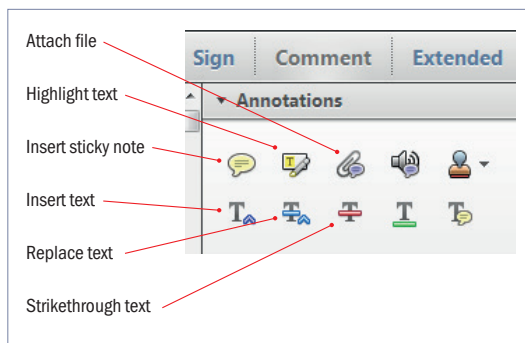 Attach file
Sign Comment Extended
Highlight text
Annotations
Insert sticky note
Insert text
Replace text
Strikethrough text